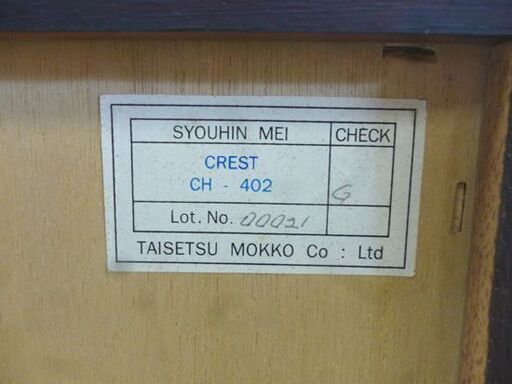 SYOUHIN MEI CHECK
CREST
CH - 402 G
Lot. No. 00021
TAISETSU MOKKO Co : Ltd